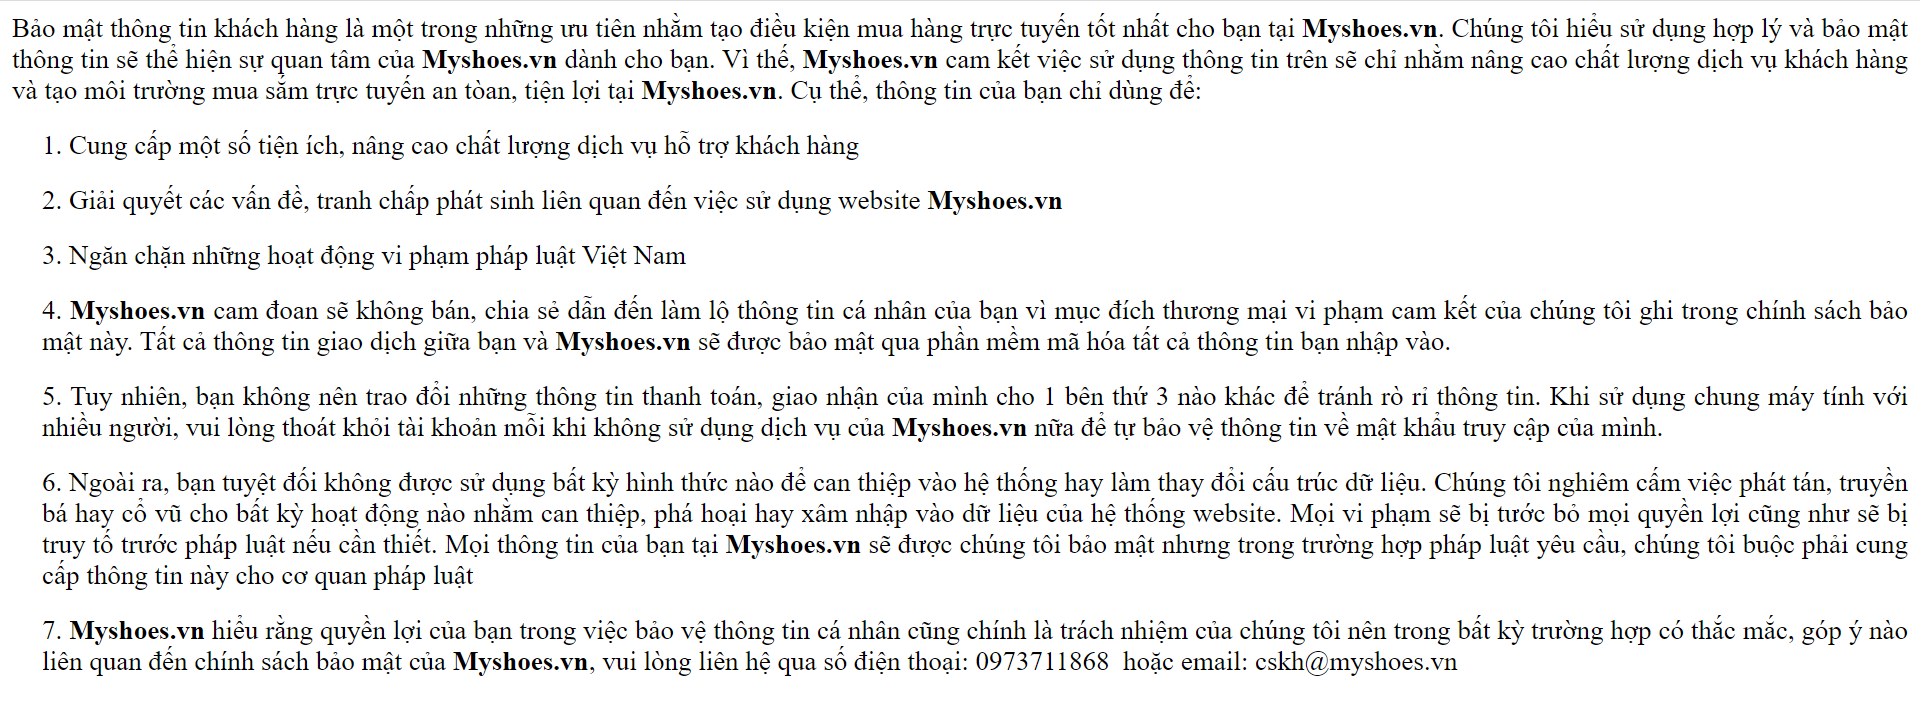 Bảo mật thông tin khách hàng là một trong những ưu tiên nhằm tạo điều kiện mua hàng trực tuyến tốt nhất cho bạn tại Myshoes.vn. Chúng tôi hiểu sử dụng hợp lý và bảo mật
thông tin sẽ thể hiện sự quan tâm của Myshoes.vn dành cho bạn. Vì thế, Myshoes.vn cam kết việc sử dụng thông tin trên sẽ chỉ nhằm nâng cao chất lượng dịch vụ khách hàng
và tạo môi trường mua sắm trực tuyến an tòan, tiện lợi tại Myshoes.vn. Cụ thể, thông tin của bạn chỉ dùng để:
1. Cung cấp một số tiện ích, nâng cao chất lượng dịch vụ hỗ trợ khách hàng
2. Giải quyết các vấn đề, tranh chấp phát sinh liên quan đến việc sử dụng website Myshoes.vn
3. Ngăn chặn những hoạt động vi phạm pháp luật Việt Nam
4. Myshoes.vn cam đoan sẽ không bán, chia sẻ dẫn đến làm lộ thông tin cá nhân của bạn vì mục đích thương mại vi phạm cam kết của chúng tôi ghi trong chính sách bảo
mật này. Tất cả thông tin giao dịch giữa bạn và Myshoes.vn sẽ được bảo mật qua phần mềm mã hóa tất cả thông tin bạn nhập vào.
5. Tuy nhiên, bạn không nên trao đổi những thông tin thanh toán, giao nhận của mình cho 1 bên thứ 3 nào khác để tránh rò rỉ thông tin. Khi sử dụng chung máy tính với
nhiều người, vui lòng thoát khỏi tài khoản mỗi khi không sử dụng dịch vụ của Myshoes.vn nữa để tự bảo vệ thông tin về mật khẩu truy cập của mình.
6. Ngoài ra, bạn tuyệt đối không được sử dụng bất kỳ hình thức nào để can thiệp vào hệ thống hay làm thay đổi cấu trúc dữ liệu. Chúng tôi nghiêm cấm việc phát tán, truyền
bá hay cổ vũ cho bất kỳ hoạt động nào nhằm can thiệp, phá hoại hay xâm nhập vào dữ liệu của hệ thống website. Mọi vi phạm sẽ bị tước bỏ mọi quyền lợi cũng như sẽ bị
truy tố trước pháp luật nếu cần thiết. Mọi thông tin của bạn tại Myshoes.vn sẽ được chúng tôi bảo mật nhưng trong trường hợp pháp luật yêu cầu, chúng tôi buộc phải cung
cấp thông tin này cho cơ quan pháp luật
7. Myshoes.vn hiểu rằng quyền lợi của bạn trong việc bảo vệ thông tin cá nhân cũng chính là trách nhiệm của chúng tôi nên trong bất kỳ trường hợp có thắc mắc, góp ý nào
liên quan đến chính sách bảo mật của Myshoes.vn, vui lòng liên hệ qua số điện thoại: 0973711868  hoặc email: cskh@myshoes.vn